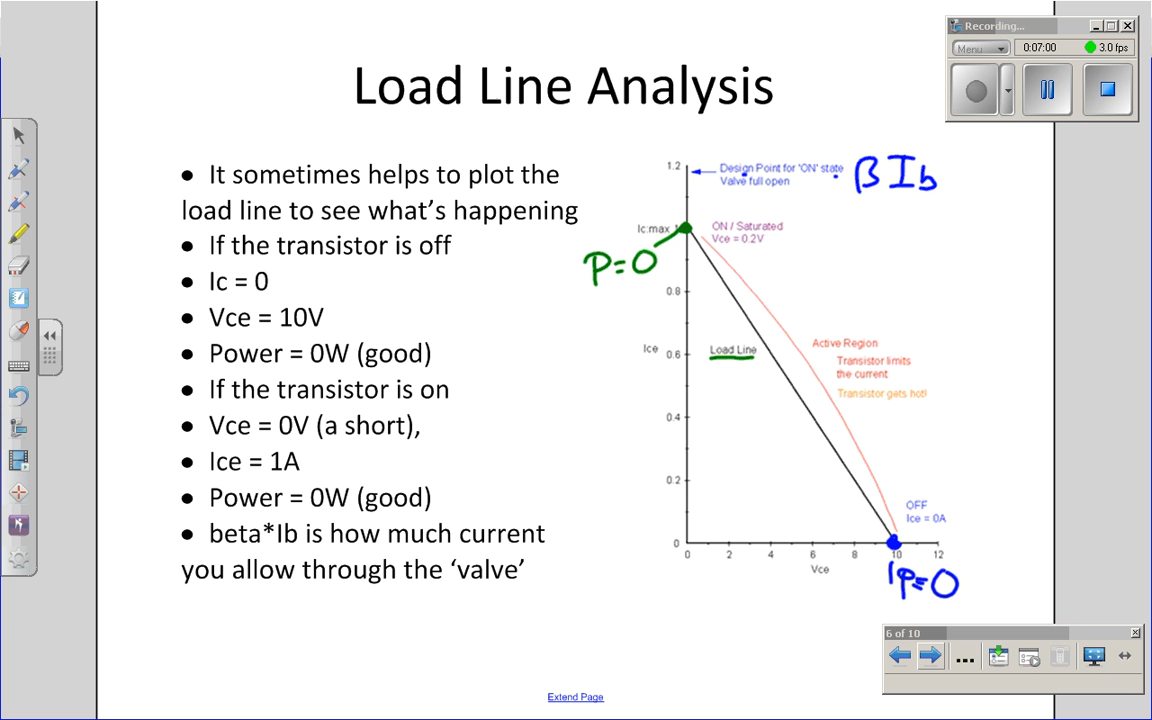 Recording...
Menu
0:07:00
3.0 fps
Load Line Analysis
• It sometimes helps to plot the
load line to see what's happening
• If the transistor is off
• Ic = 0
• Vce = 10V
• Power = 0W (good)
• If the transistor is on
• Vce = 0V (a short),
• Ice = 1A
• Power = 0W (good)
• beta*Ib is how much current
you allow through the 'valve'
1.2
Design Point for 'ON' state
Valve full open
β Ib
Ic:max
ON / Saturated
Vce = 0.2V
P=0
0.8
Active Region
Ice
0.6
Load Line
Transistor limits
the current
Transistor gets hot!
0.4
0.2
OFF
Ice = 0A
0
0 2 4 6 8 10 12
Vce
P=0
6 of 10
Extend Page